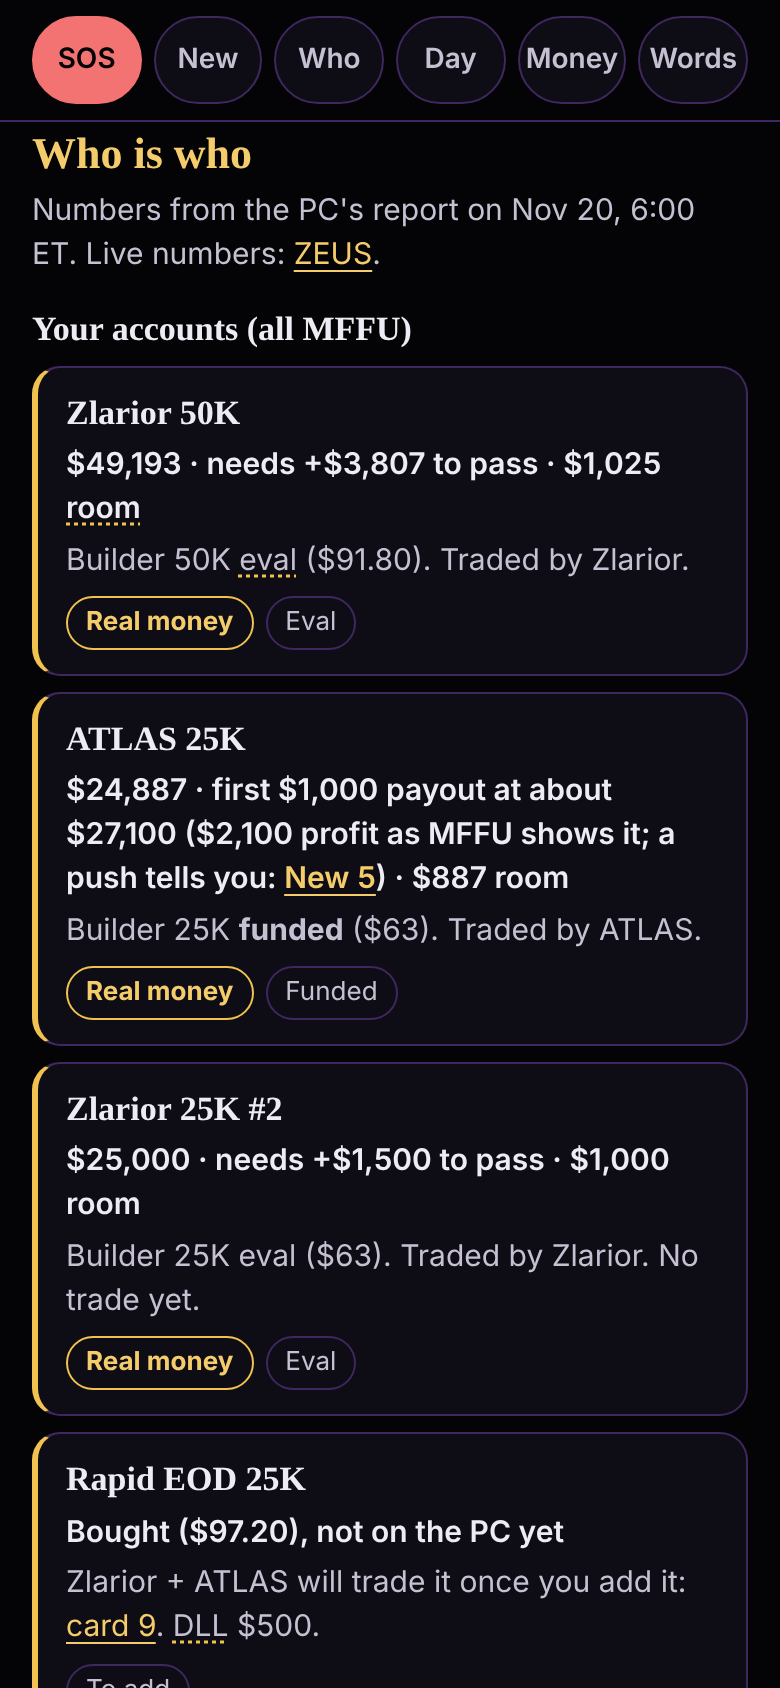 SOS
New
Who
Day
Money
Words
Who is who
Numbers from the PC's report on Nov 20, 6:00
ET. Live numbers: ZEUS.
Your accounts (all MFFU)
Zlarior 50K
$49,193 · needs +$3,807 to pass · $1,025
room
Builder 50K eval ($91.80). Traded by Zlarior.
Real money
Eval
ATLAS 25K
$24,887 · first $1,000 payout at about
$27,100 ($2,100 profit as MFFU shows it; a
push tells you: New 5) · $887 room
Builder 25K funded ($63). Traded by ATLAS.
Real money
Funded
Zlarior 25K #2
$25,000 · needs +$1,500 to pass · $1,000
room
Builder 25K eval ($63). Traded by Zlarior. No
trade yet.
Real money
Eval
Rapid EOD 25K
Bought ($97.20), not on the PC yet
Zlarior + ATLAS will trade it once you add it:
card 9. DLL $500.
To add